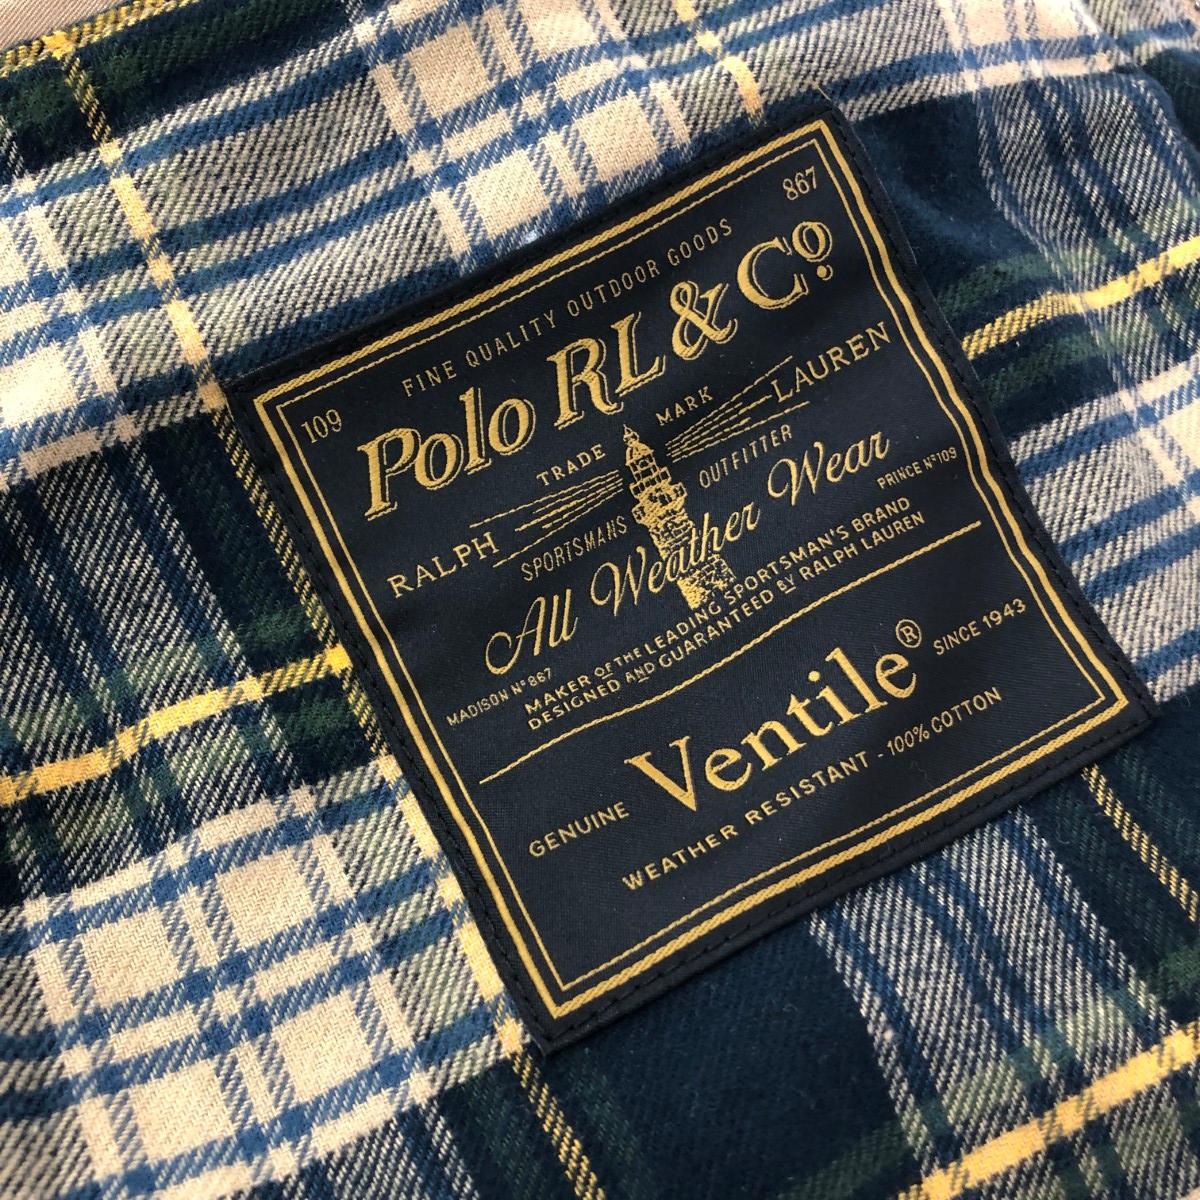 109 867
FINE QUALITY OUTDOOR GOODS
Polo RL & Cº
TRADE MARK
RALPH LAUREN
SPORTSMANS OUTFITTER
All Weather Wear
MADISON Nº867 PRINCE Nº109
MAKER OF THE LEADING SPORTSMAN'S BRAND
DESIGNED AND GUARANTEED BY RALPH LAUREN
GENUINE Ventile® SINCE 1943
WEATHER RESISTANT - 100% COTTON